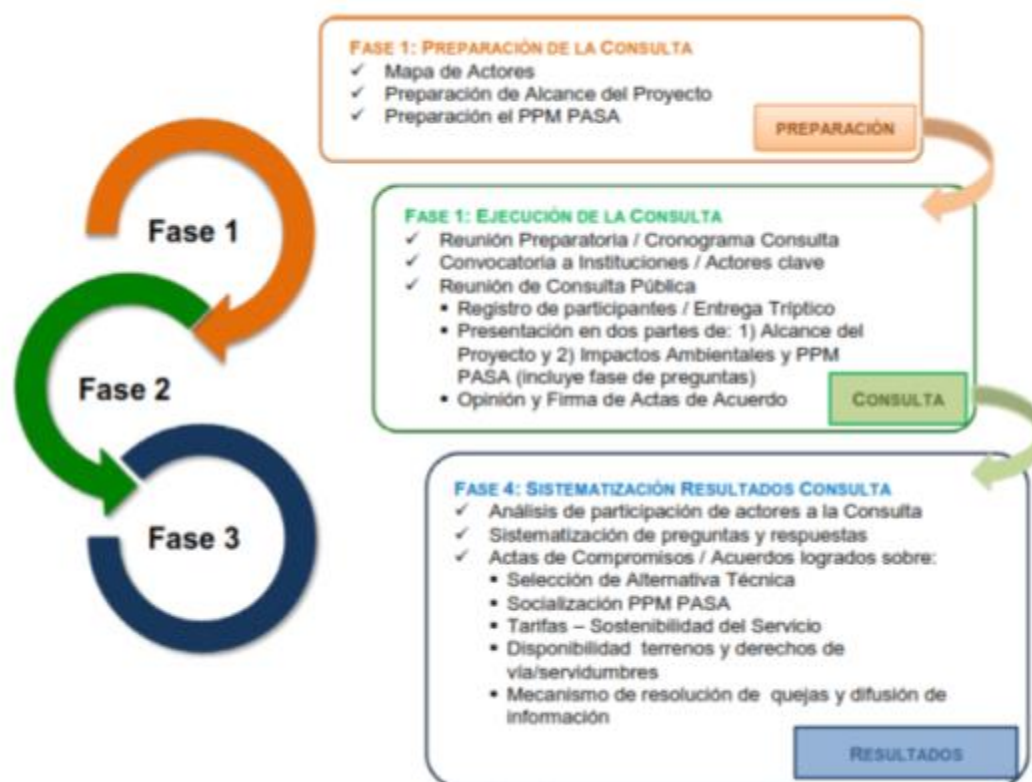 Fase 1
Fase 2
Fase 3
FASE 1: PREPARACIÓN DE LA CONSULTA
✓ Mapa de Actores
✓ Preparación de Alcance del Proyecto
✓ Preparación el PPM PASA
PREPARACIÓN
FASE 1: EJECUCIÓN DE LA CONSULTA
✓ Reunión Preparatoria / Cronograma Consulta
✓ Convocatoria a Instituciones / Actores clave
✓ Reunión de Consulta Pública
▪ Registro de participantes / Entrega Tríptico
▪ Presentación en dos partes de: 1) Alcance del
Proyecto y 2) Impactos Ambientales y PPM
PASA (incluye fase de preguntas)
▪ Opinión y Firma de Actas de Acuerdo
CONSULTA
FASE 4: SISTEMATIZACIÓN RESULTADOS CONSULTA
✓ Análisis de participación de actores a la Consulta
✓ Sistematización de preguntas y respuestas
✓ Actas de Compromisos / Acuerdos logrados sobre:
▪ Selección de Alternativa Técnica
▪ Socialización PPM PASA
▪ Tarifas – Sostenibilidad del Servicio
▪ Disponibilidad terrenos y derechos de
vía/servidumbres
▪ Mecanismo de resolución de quejas y difusión de
información
RESULTADOS